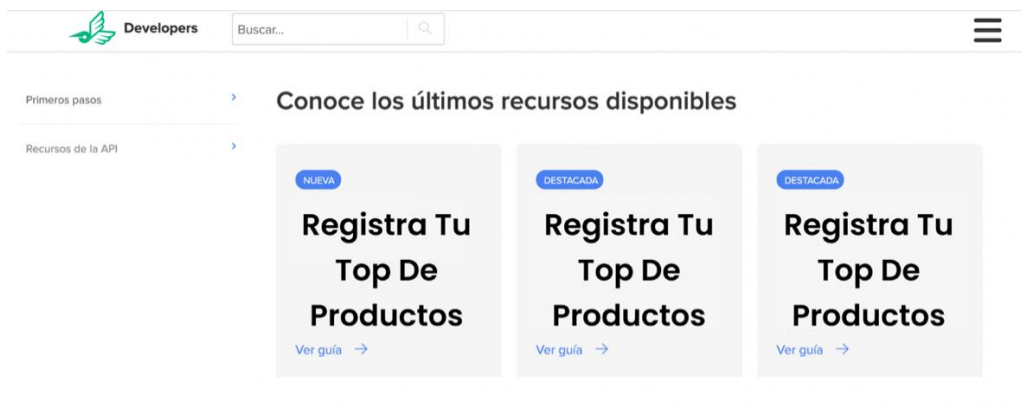 Developers
Buscar...
Primeros pasos
Recursos de la API
Conoce los últimos recursos disponibles
NUEVA
Registra Tu
Top De
Productos
Ver guía
DESTACADA
Registra Tu
Top De
Productos
Ver guía
DESTACADA
Registra Tu
Top De
Productos
Ver guía